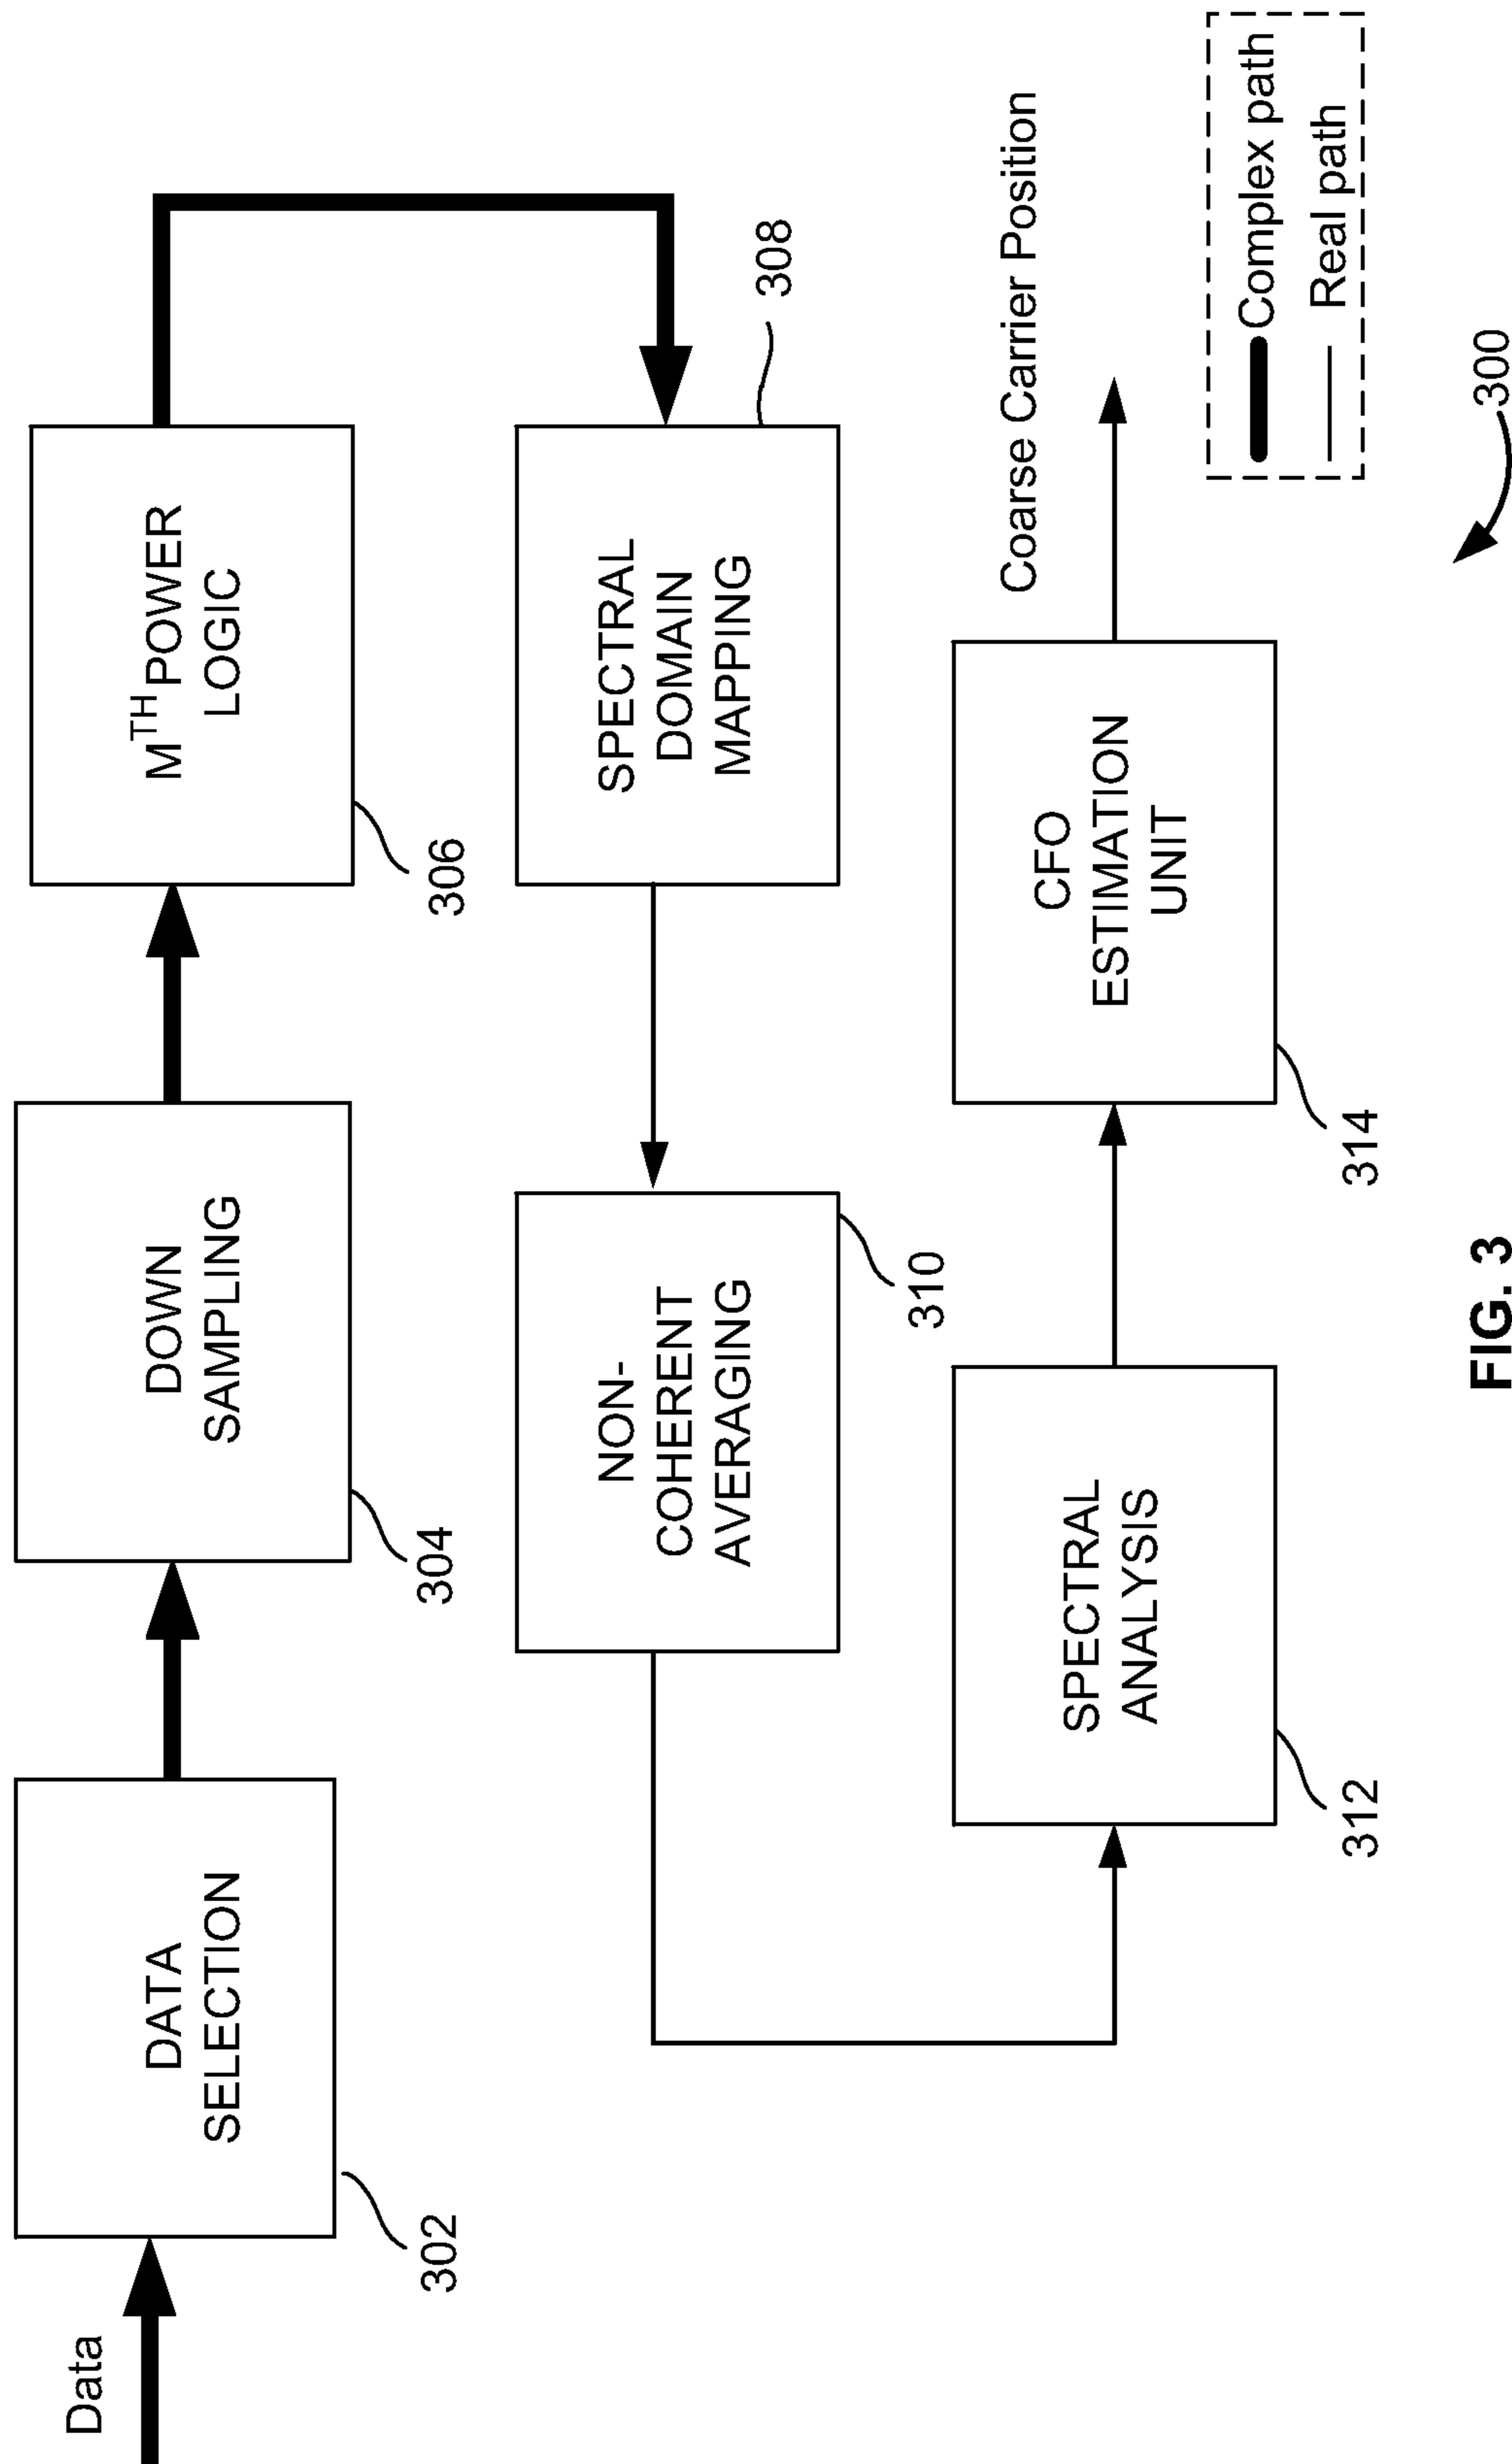 Data
DATA
SELECTION
302
DOWN
SAMPLING
304
M^TH POWER
LOGIC
306
SPECTRAL
DOMAIN
MAPPING
308
NON-
COHERENT
AVERAGING
310
SPECTRAL
ANALYSIS
312
CFO
ESTIMATION
UNIT
314
Coarse Carrier Position
Complex path
Real path
300
FIG. 3